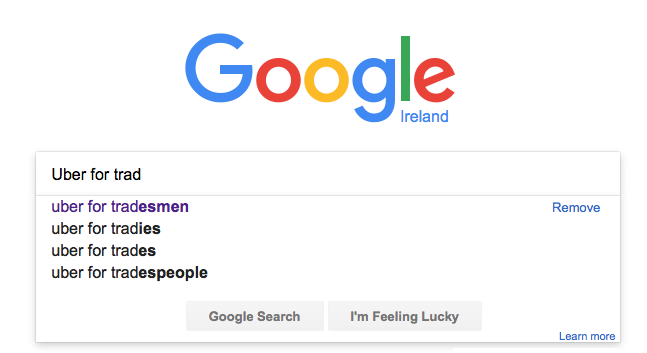 Google
Ireland
Uber for trad
uber for tradesmen Remove
uber for tradies
uber for trades
uber for tradespeople
Google Search I'm Feeling Lucky
Learn more